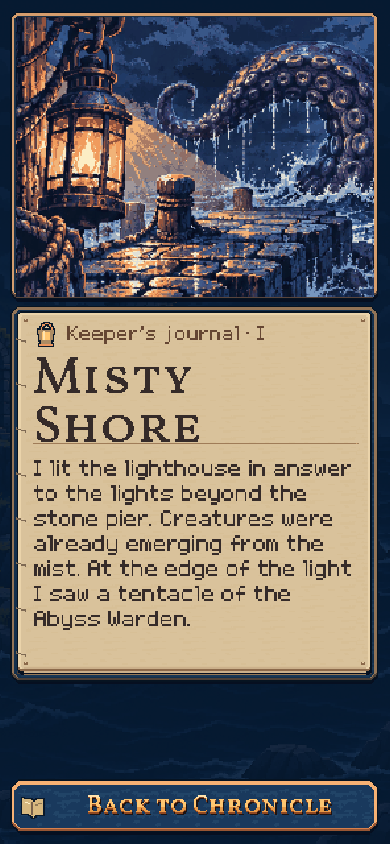 Keeper's journal · I
Misty
Shore
I lit the lighthouse in answer
to the lights beyond the
stone pier. Creatures were
already emerging from the
mist. At the edge of the light
I saw a tentacle of the
Abyss Warden.
Back to Chronicle